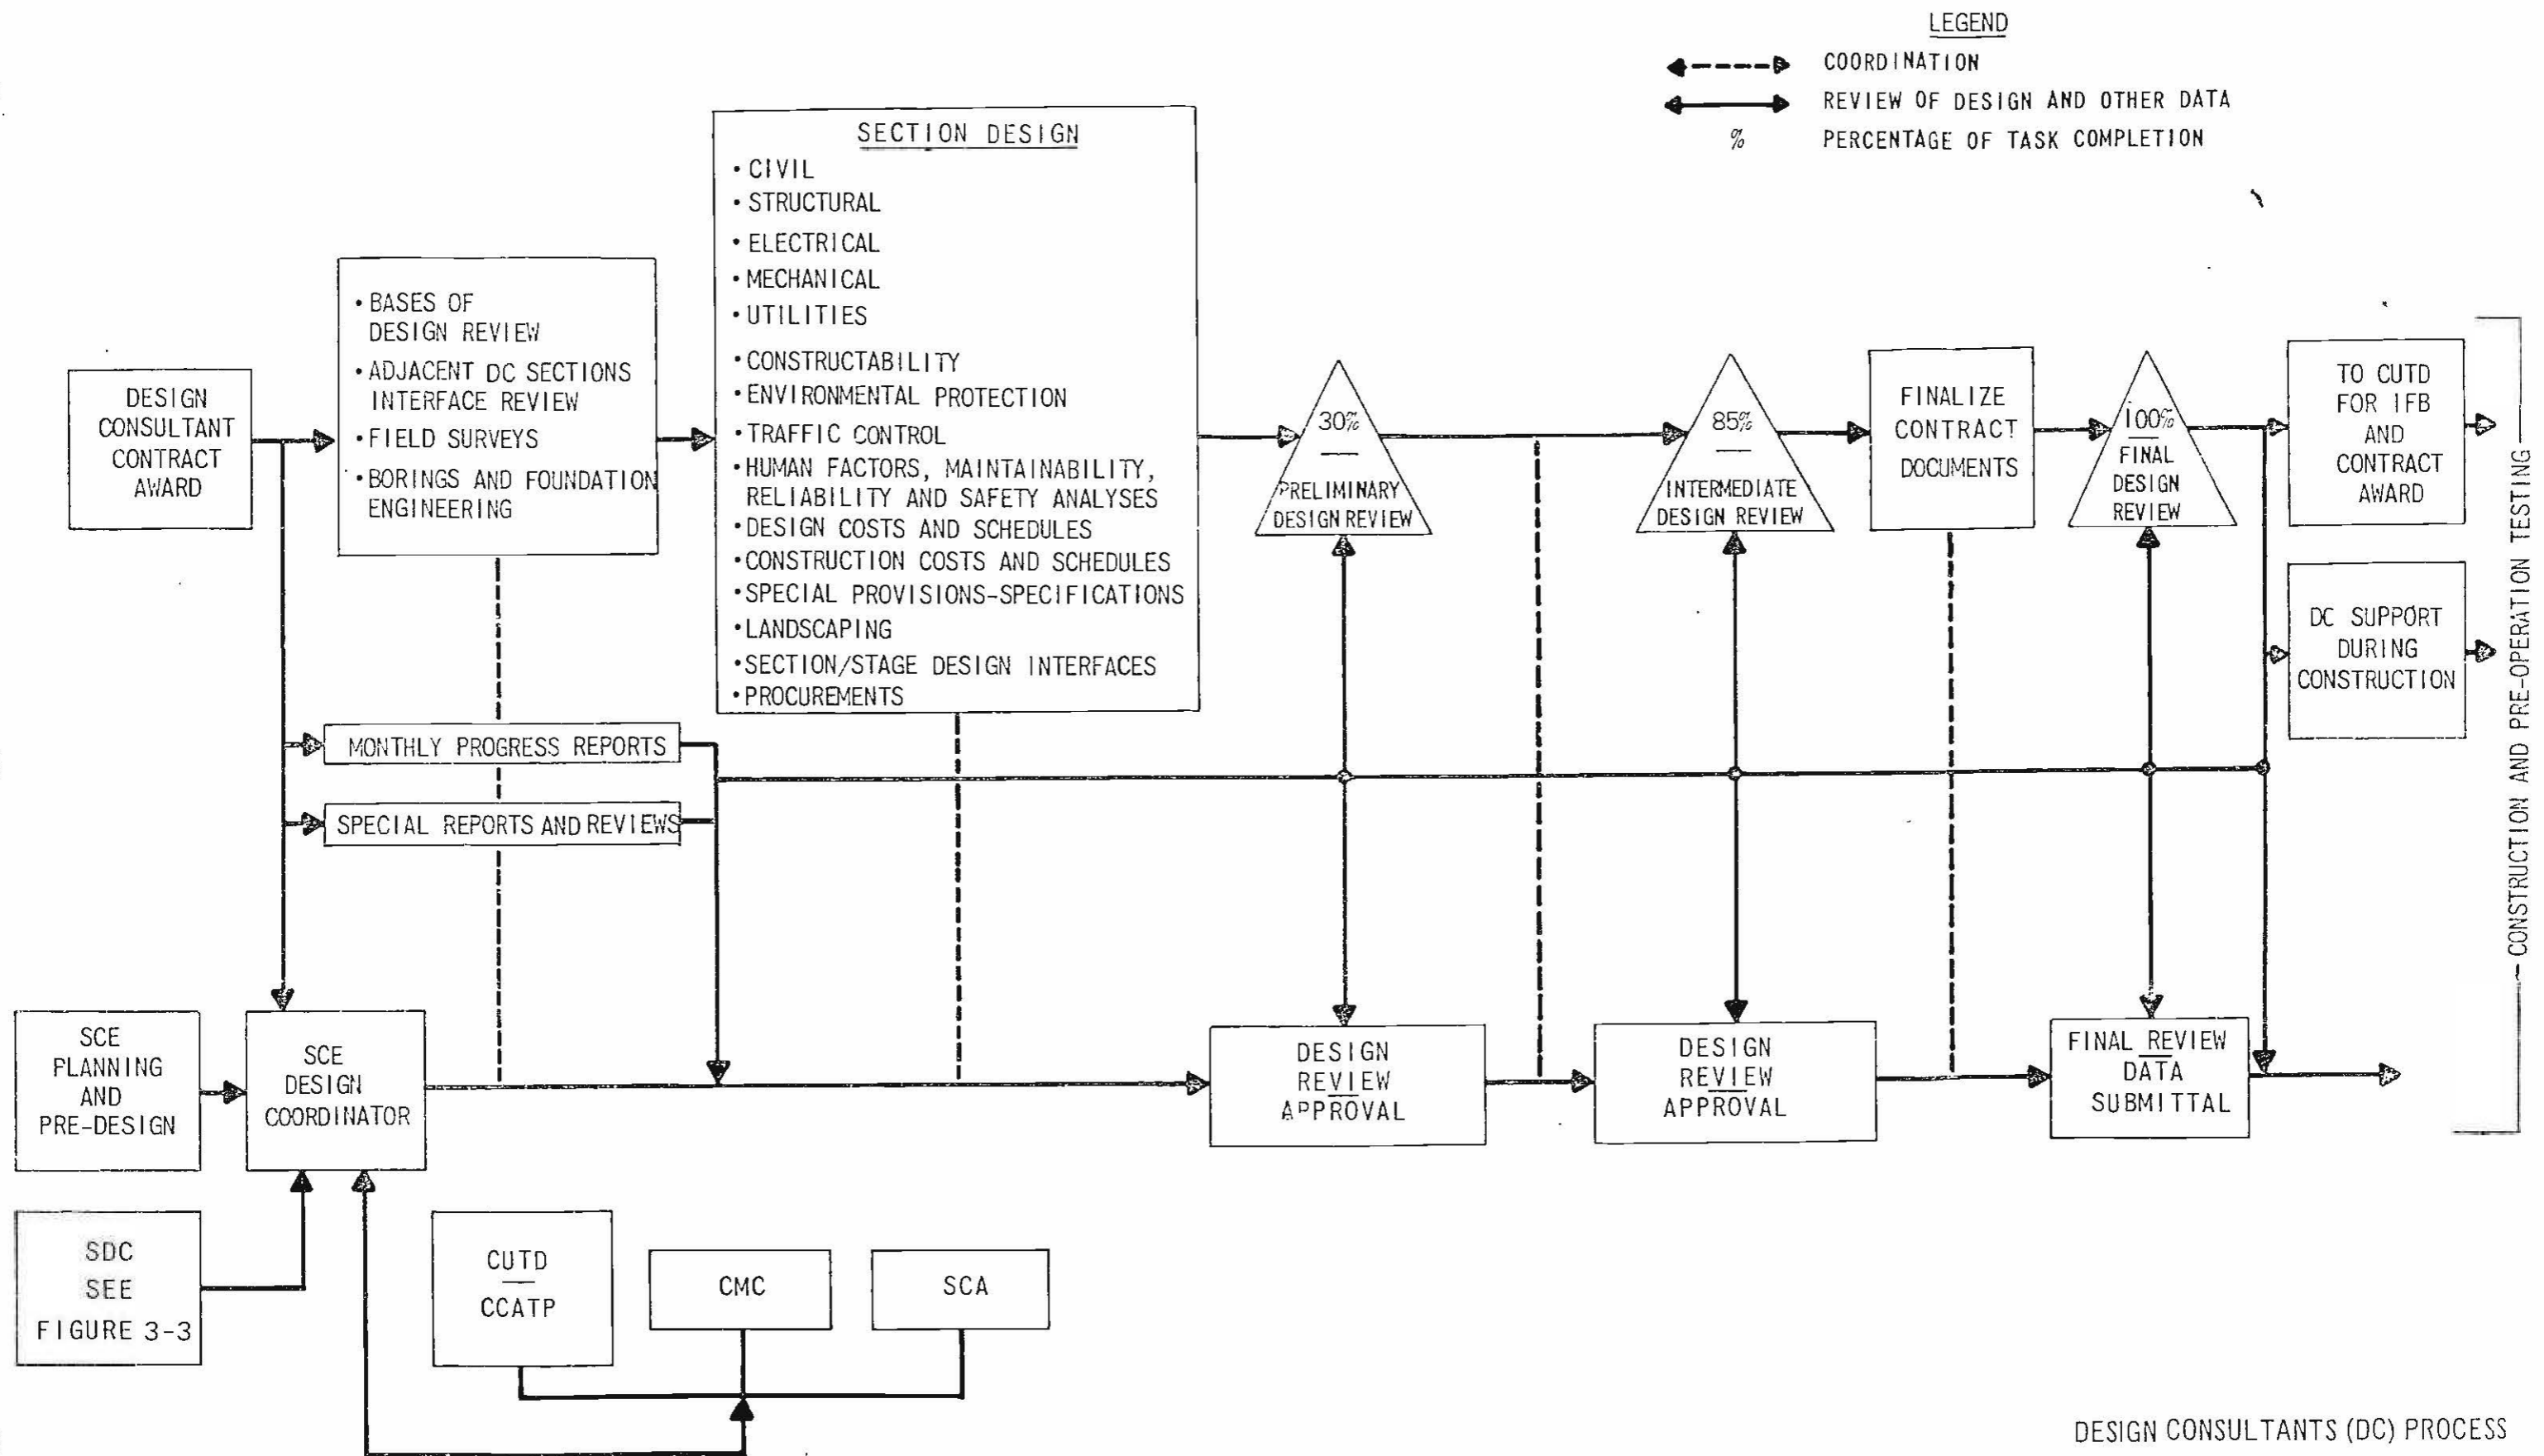 LEGEND
COORDINATION
REVIEW OF DESIGN AND OTHER DATA
% PERCENTAGE OF TASK COMPLETION
DESIGN
CONSULTANT
CONTRACT
AWARD
• BASES OF
DESIGN REVIEW
• ADJACENT DC SECTIONS
INTERFACE REVIEW
• FIELD SURVEYS
• BORINGS AND FOUNDATION
ENGINEERING
SECTION DESIGN
• CIVIL
• STRUCTURAL
• ELECTRICAL
• MECHANICAL
• UTILITIES
• CONSTRUCTABILITY
• ENVIRONMENTAL PROTECTION
• TRAFFIC CONTROL
• HUMAN FACTORS, MAINTAINABILITY,
RELIABILITY AND SAFETY ANALYSES
• DESIGN COSTS AND SCHEDULES
• CONSTRUCTION COSTS AND SCHEDULES
• SPECIAL PROVISIONS-SPECIFICATIONS
• LANDSCAPING
• SECTION/STAGE DESIGN INTERFACES
• PROCUREMENTS
30%
PRELIMINARY
DESIGN REVIEW
85%
INTERMEDIATE
DESIGN REVIEW
FINALIZE
CONTRACT
DOCUMENTS
100%
FINAL
DESIGN
REVIEW
TO CUTD
FOR IFB
AND
CONTRACT
AWARD
DC SUPPORT
DURING
CONSTRUCTION
CONSTRUCTION AND PRE-OPERATION TESTING
MONTHLY PROGRESS REPORTS
SPECIAL REPORTS AND REVIEWS
SCE
PLANNING
AND
PRE-DESIGN
SCE
DESIGN
COORDINATOR
DESIGN
REVIEW
APPROVAL
DESIGN
REVIEW
APPROVAL
FINAL REVIEW
DATA
SUBMITTAL
SDC
SEE
FIGURE 3-3
CUTD
CCATP
CMC
SCA
DESIGN CONSULTANTS (DC) PROCESS